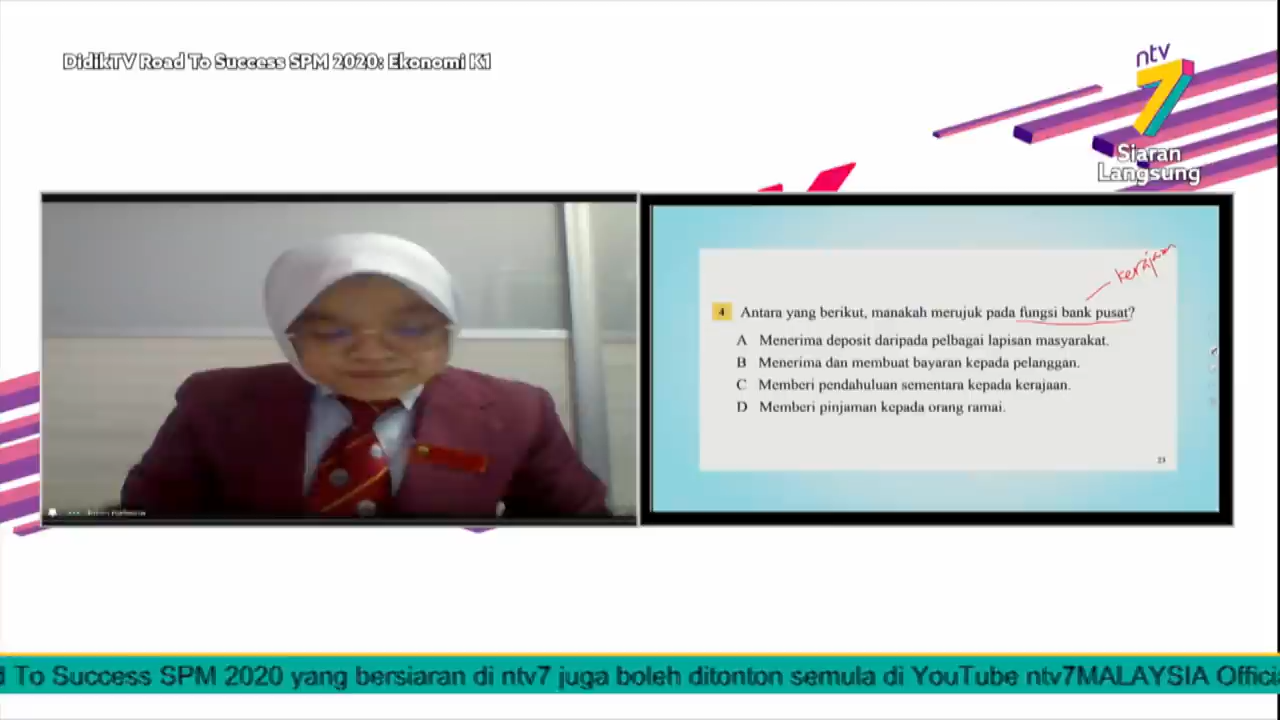 DidikTV Road To Success SPM 2020: Ekonomi K1
ntv
7
Siaran
Langsung
kerajaan
4 Antara yang berikut, manakah merujuk pada fungsi bank pusat?
A Menerima deposit daripada pelbagai lapisan masyarakat.
B Menerima dan membuat bayaran kepada pelanggan.
C Memberi pendahuluan sementara kepada kerajaan.
D Memberi pinjaman kepada orang ramai.
23
d To Success SPM 2020 yang bersiaran di ntv7 juga boleh ditonton semula di YouTube ntv7MALAYSIA Offici